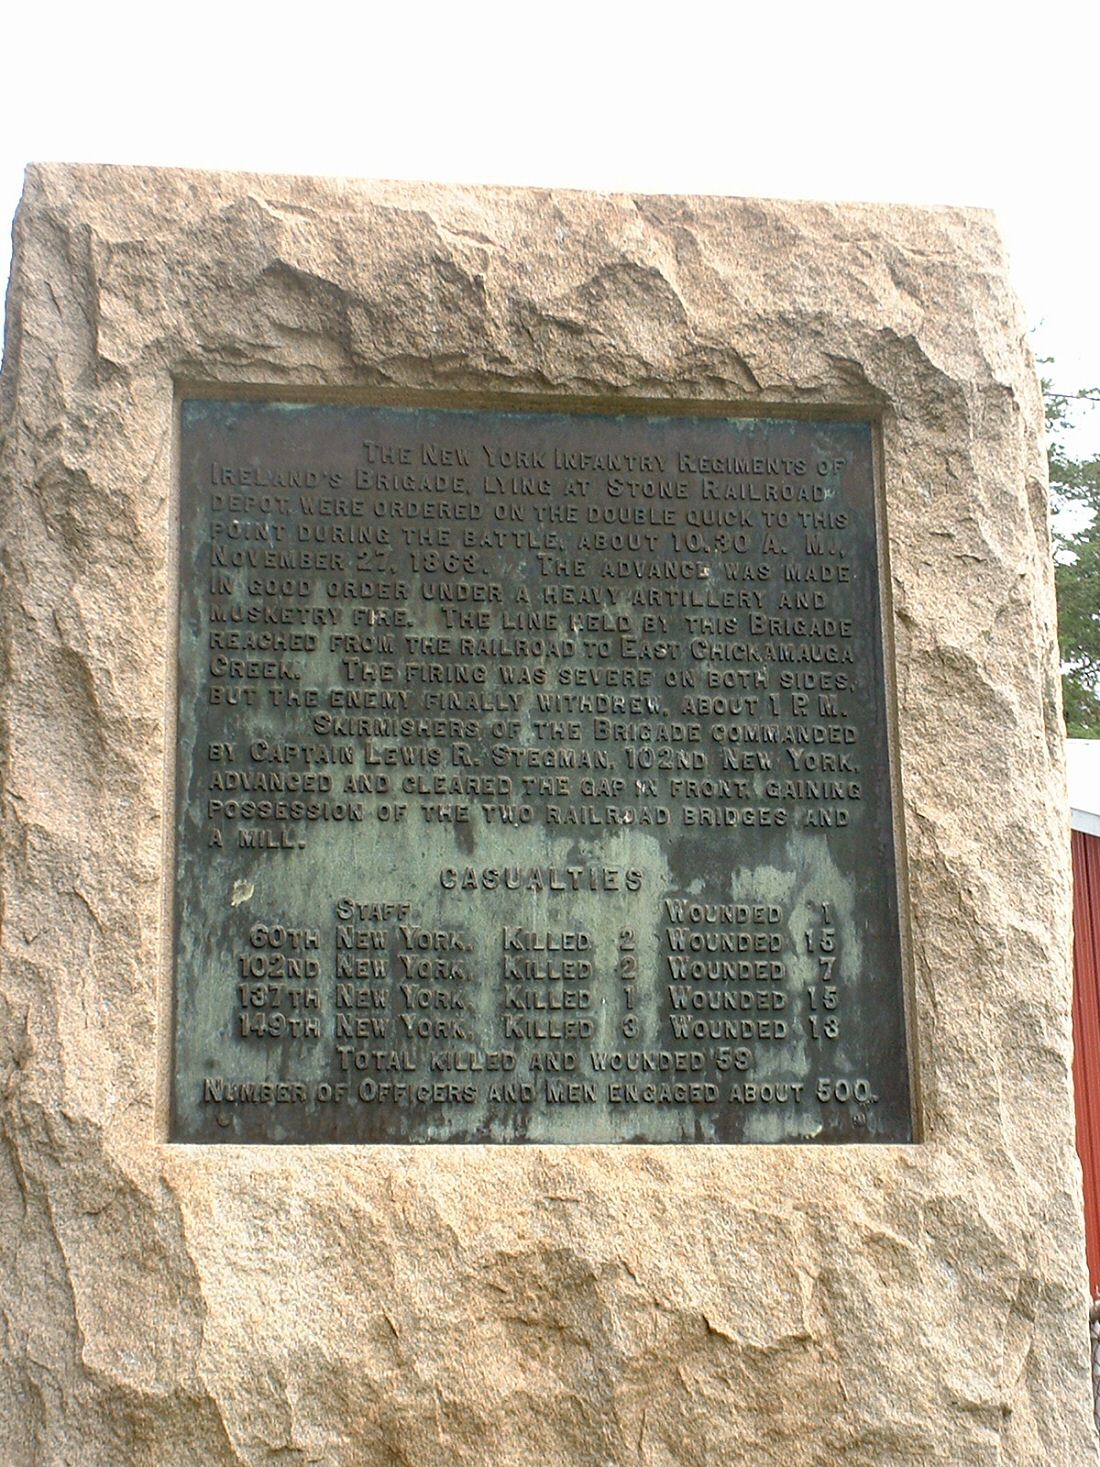 The New York Infantry Regiments of
Ireland's Brigade, lying at Stone Railroad
depot, were ordered on the double quick to this
point during the battle, about 10.30 A. M.,
November 27, 1863. The advance was made
in good order under a heavy artillery and
musketry fire. The line held by this Brigade
reached from the railroad to East Chickamauga
Creek. The firing was severe on both sides,
but the enemy finally withdrew, about 1 P. M.
Skirmishers of the Brigade commanded
by Captain Lewis R. Stegman, 102nd New York,
advanced and cleared the gap in front, gaining
possession of the two railroad bridges and
a mill.
CASUALTIES
Staff, Wounded 1
60th New York, Killed 2 Wounded 15
102nd New York, Killed 2 Wounded 7
137th New York, Killed 1 Wounded 15
149th New York, Killed 3 Wounded 13
Total killed and wounded 59
Number of Officers and Men engaged about 500.